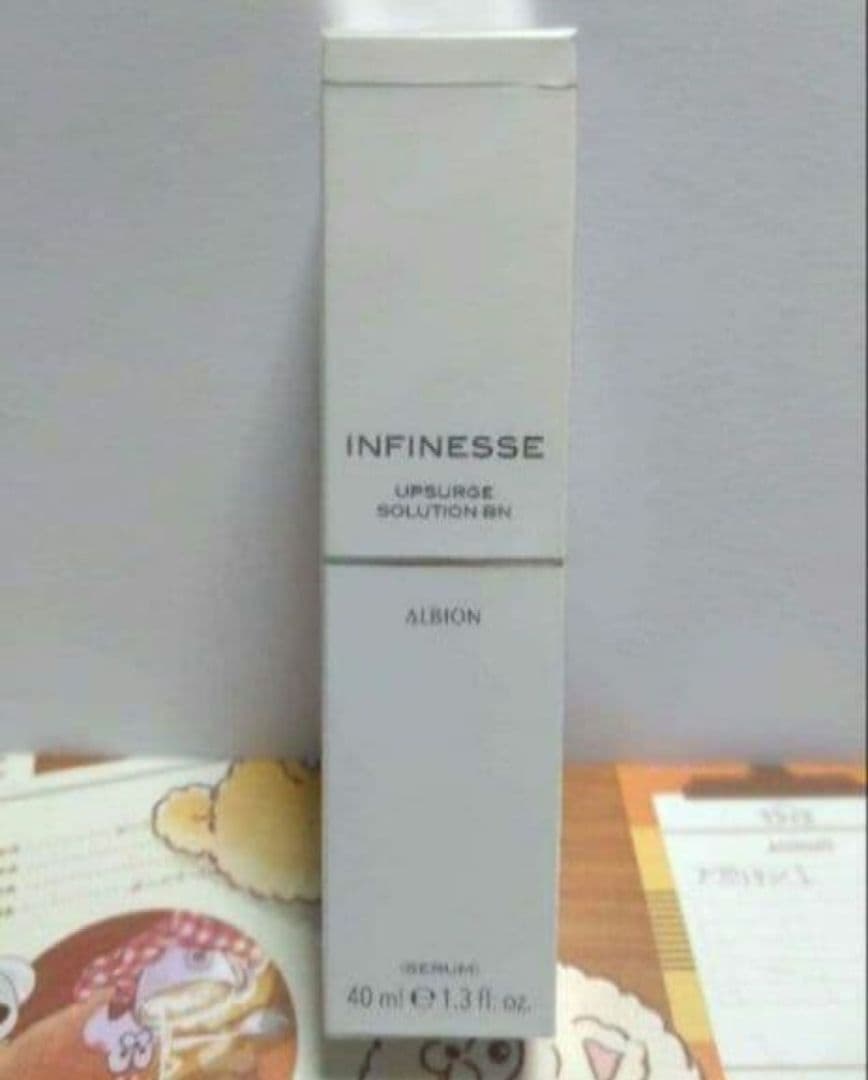 INFINESSE
UPSURGE
SOLUTION BN
ALBION
(SERUM)
40 ml ℮ 1.3 fl. oz.